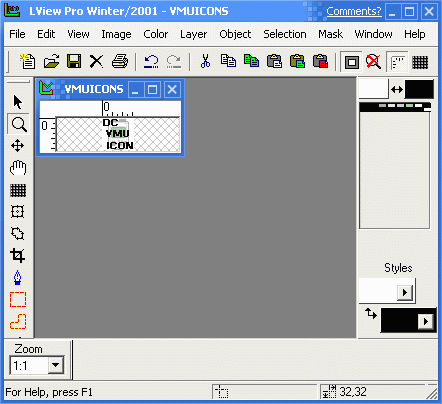 LView Pro Winter/2001 - VMUICONS
Comments?
File Edit View Image Color Layer Object Selection Mask Window Help
VMUICONS
0
0
DC
VMU
ICON
Styles
Zoom
1:1
For Help, press F1
32,32